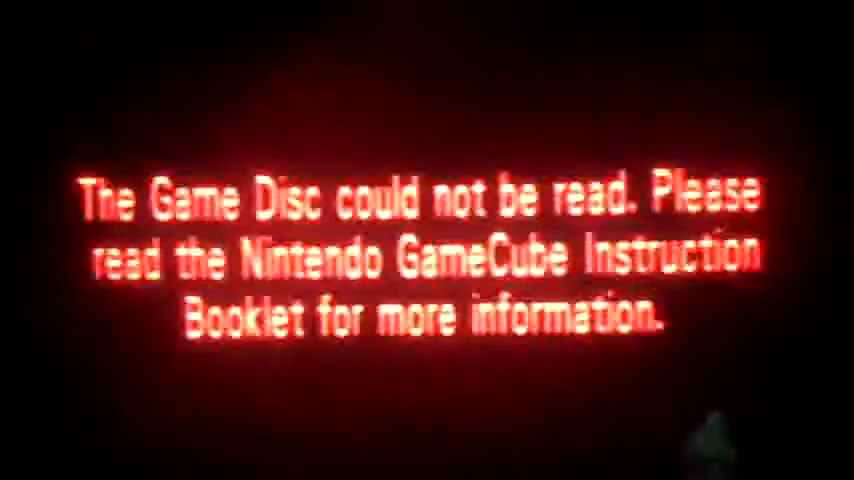 The Game Disc could not be read. Please
read the Nintendo GameCube Instruction
Booklet for more information.